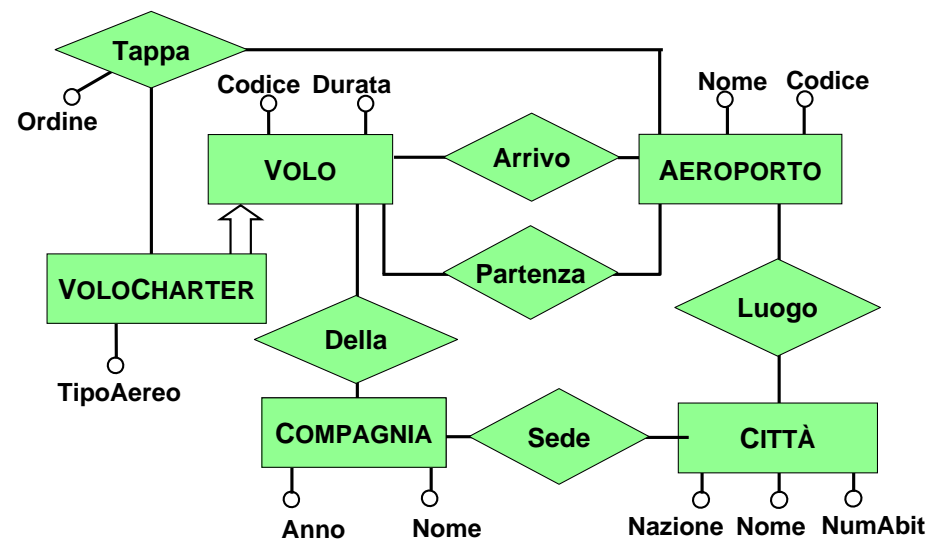 Tappa
Ordine
Codice Durata
Nome Codice
VOLO
Arrivo
AEROPORTO
VOLOCHARTER
Partenza
Luogo
Della
TipoAereo
COMPAGNIA
Sede
CITTÀ
Anno Nome
Nazione Nome NumAbit